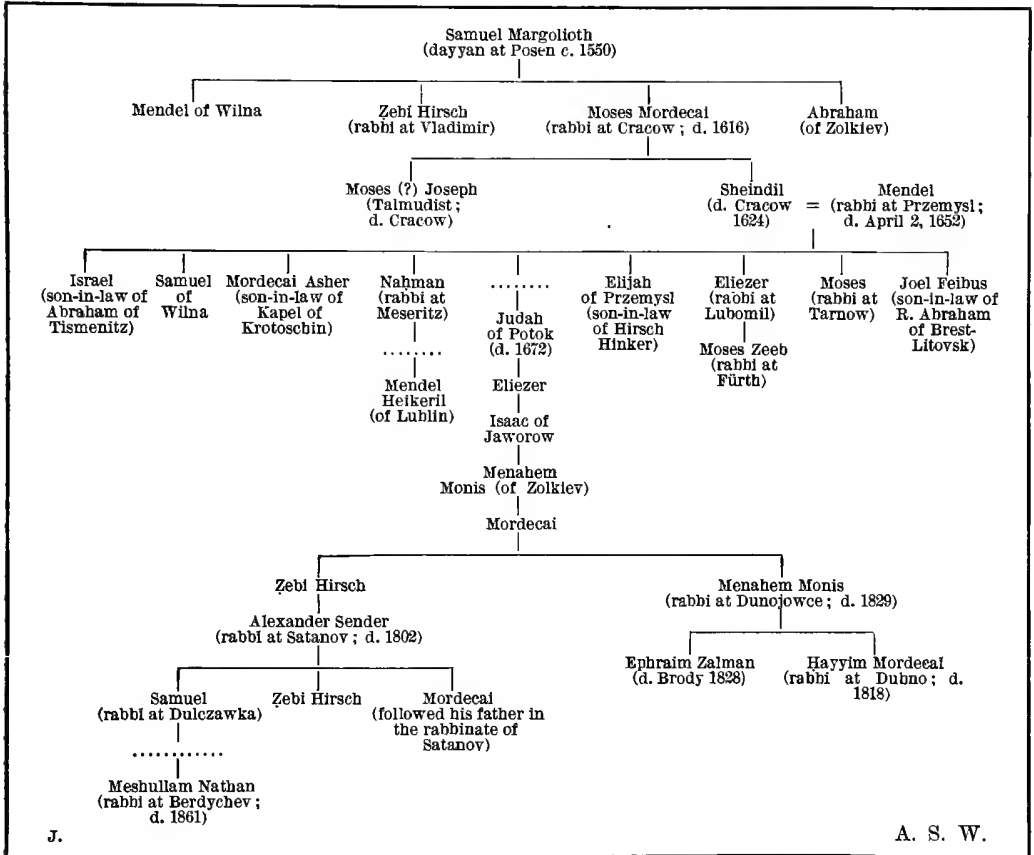 Samuel Margolioth
(dayyan at Posen c. 1550)
Mendel of Wilna
Ẓebi Hirsch
(rabbi at Vladimir)
Moses Mordecai
(rabbi at Cracow; d. 1616)
Abraham
(of Zolkiev)
Moses (?) Joseph
(Talmudist;
d. Cracow)
Sheindil
(d. Cracow
1624)
=
Mendel
(rabbi at Przemysl;
d. April 2, 1652)
Israel
(son-in-law of
Abraham of
Tismenitz)
Samuel
of
Wilna
Mordecai Asher
(son-in-law of
Kapel of
Krotoschin)
Naḥman
(rabbi at
Meseritz)
........
Mendel
Heikeril
(of Lublin)
........
Judah
of Potok
(d. 1672)
Eliezer
Isaac of
Jaworow
Menahem
Monis (of Zolkiev)
Mordecai
Elijah
of Przemysl
(son-in-law
of Hirsch
Hinker)
Eliezer
(rabbi at
Lubomil)
Moses Zeeb
(rabbi at
Fürth)
Moses
(rabbi at
Tarnow)
Joel Feibus
(son-in-law of
R. Abraham
of Brest-
Litovsk)
Ẓebi Hirsch
Alexander Sender
(rabbi at Satanov; d. 1802)
Menahem Monis
(rabbi at Dunojowce; d. 1829)
Samuel
(rabbi at Dulczawka)
Ẓebi Hirsch
Mordecai
(followed his father in
the rabbinate of
Satanov)
Ephraim Zalman
(d. Brody 1828)
Ḥayyim Mordecai
(rabbi at Dubno; d.
1818)
............
Meshullam Nathan
(rabbi at Berdychev;
d. 1861)
J.
A. S. W.